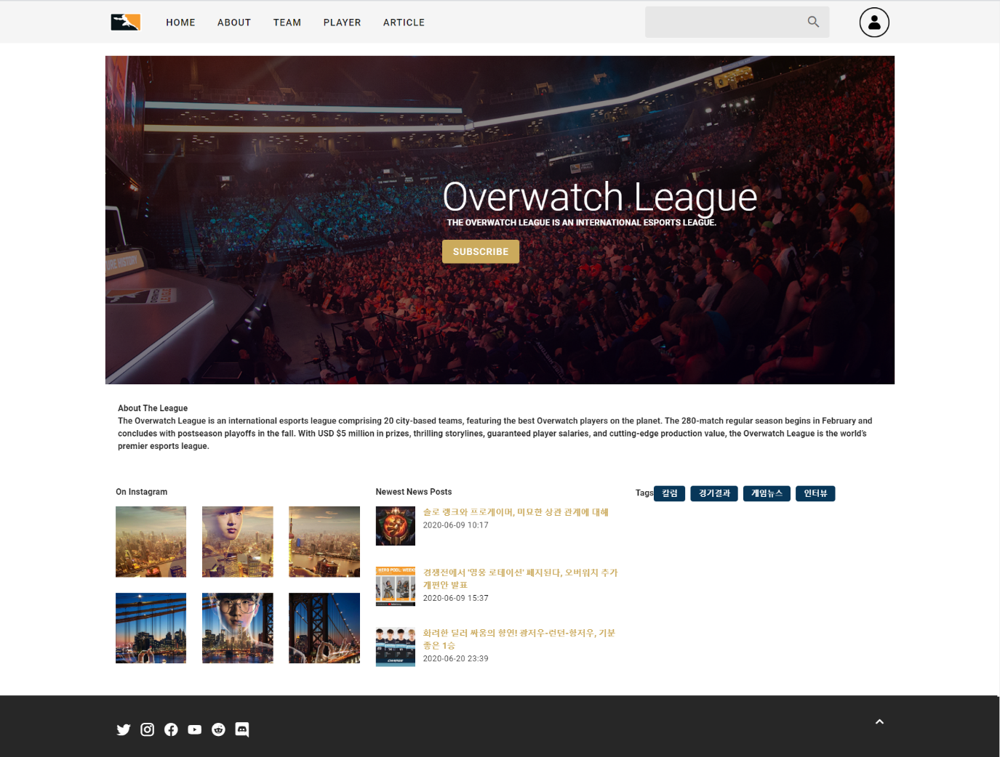 HOME ABOUT TEAM PLAYER ARTICLE
Overwatch League
THE OVERWATCH LEAGUE IS AN INTERNATIONAL ESPORTS LEAGUE.
SUBSCRIBE
URE HISTORY
About The League
The Overwatch League is an international esports league comprising 20 city-based teams, featuring the best Overwatch players on the planet. The 280-match regular season begins in February and
concludes with postseason playoffs in the fall. With USD $5 million in prizes, thrilling storylines, guaranteed player salaries, and cutting-edge production value, the Overwatch League is the world's
premier esports league.
On Instagram
Newest News Posts
솔로 랭크와 프로게이머, 미묘한 상관 관계에 대해
2020-06-09 10:17
HERO POOL: WEEK
경쟁전에서 '영웅 로테이션' 폐지된다, 오버워치 추가
개편안 발표
2020-06-09 15:37
화려한 딜러 싸움의 향연! 광저우-런던-항저우, 기분
좋은 1승
2020-06-20 23:39
CHARGE
Tags 칼럼 경기결과 게임뉴스 인터뷰